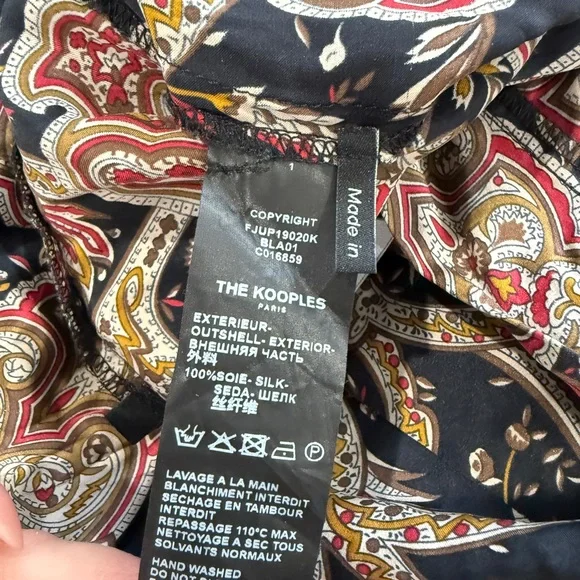 1
Made in
COPYRIGHT
FJUP19020K
BLA01
C016859
THE KOOPLES
PARIS
EXTERIEUR-
OUTSHELL- EXTERIOR-
ВНЕШНЯЯ ЧАСТЬ
外料
100%SOIE- SILK-
SEDA- ШЕЛК
丝纤维
P
LAVAGE A LA MAIN
BLANCHIMENT INTERDIT
SECHAGE EN TAMBOUR
INTERDIT
REPASSAGE 110°C MAX
NETTOYAGE A SEC TOUS
SOLVANTS NORMAUX
HAND WASHED
DO NOT